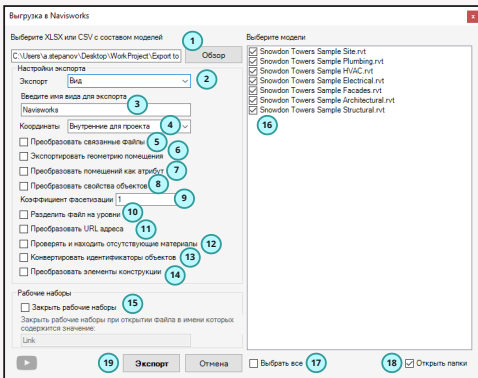 Выгрузка в Navisworks
x
Выберите XLSX или CSV с составом моделей
1
C:\Users\a.stepanov\Desktop\WorkProject\Export to
Обзор
Настройки экспорта
2
Экспорт
Вид
Введите имя вида для экспорта
Navisworks
3
Координаты
Внутренние для проекта
4
Преобразовать связанные файлы
5
Экспортировать геометрию помещения
6
Преобразовать помещений как атрибут
7
Преобразовать свойства объектов
8
Коэффициент фасетизации
1
9
Разделить файл на уровни
10
Преобразовать URL адреса
11
Проверять и находить отсутствующие материалы
12
Конвертировать идентификаторы объектов
13
Преобразовать элементы конструкции
14
Рабочие наборы
Закрыть рабочие наборы
15
Закрыть рабочие наборы при открытии файла в имени которых
содержится значение:
Link
19
Экспорт
Отмена
Выберите модели
Snowdon Towers Sample Site.rvt
Snowdon Towers Sample Plumbing.rvt
Snowdon Towers Sample HVAC.rvt
Snowdon Towers Sample Electrical.rvt
Snowdon Towers Sample Facades.rvt
Snowdon Towers Sample Architectural.rvt
Snowdon Towers Sample Structural.rvt
16
Выбрать все
17
18
Открыть папки